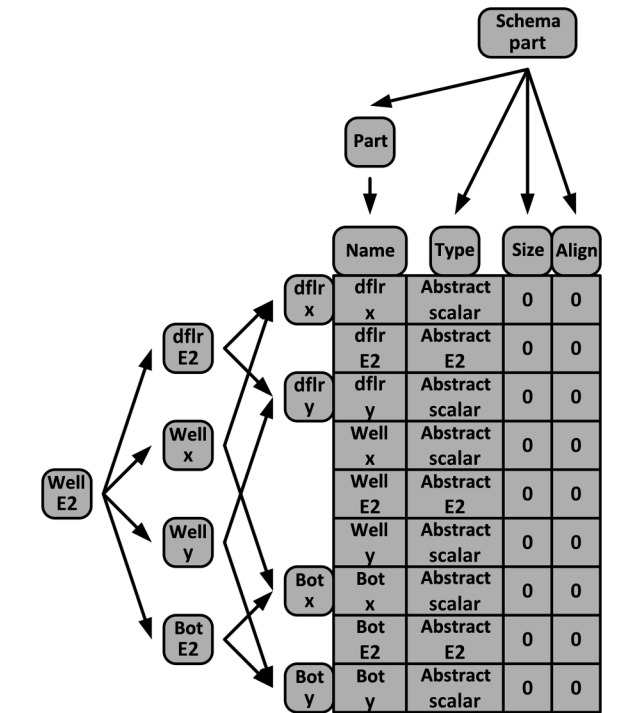 Schema
part
Part
Name Type Size Align
dflr
x
dflr
x
Abstract
scalar
0 0
dflr
E2
dflr
E2
Abstract
E2
0 0
dflr
y
dflr
y
Abstract
scalar
0 0
Well
x
Well
x
Abstract
scalar
0 0
Well
E2
Well
E2
Abstract
E2
0 0
Well
y
Well
y
Abstract
scalar
0 0
Bot
x
Bot
x
Abstract
scalar
0 0
Bot
E2
Bot
E2
Abstract
E2
0 0
Bot
y
Bot
y
Abstract
scalar
0 0